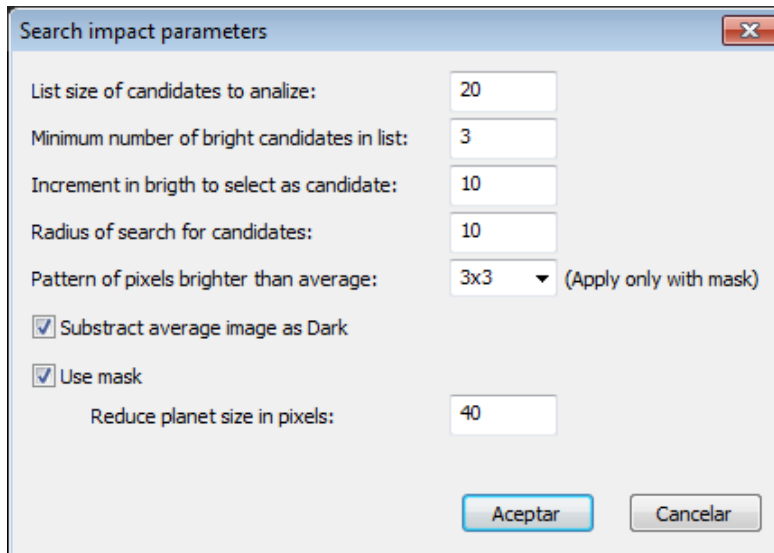 Search impact parameters
List size of candidates to analize: 20
Minimum number of bright candidates in list: 3
Increment in brigth to select as candidate: 10
Radius of search for candidates: 10
Pattern of pixels brighter than average: 3x3 (Apply only with mask)
Substract average image as Dark
Use mask
Reduce planet size in pixels: 40
Aceptar Cancelar